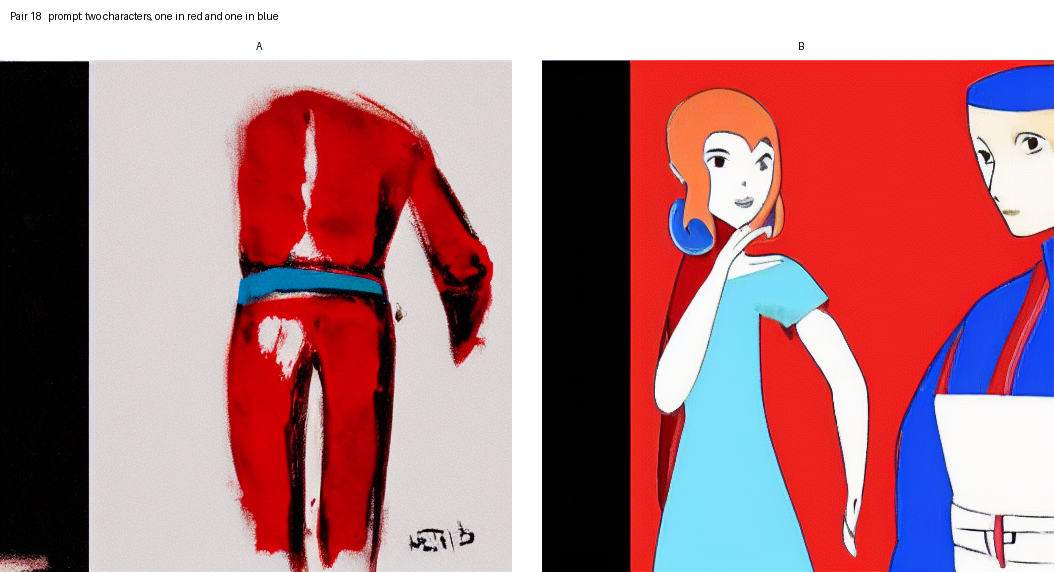 Pair 18 prompt: two characters, one in red and one in blue
A
B